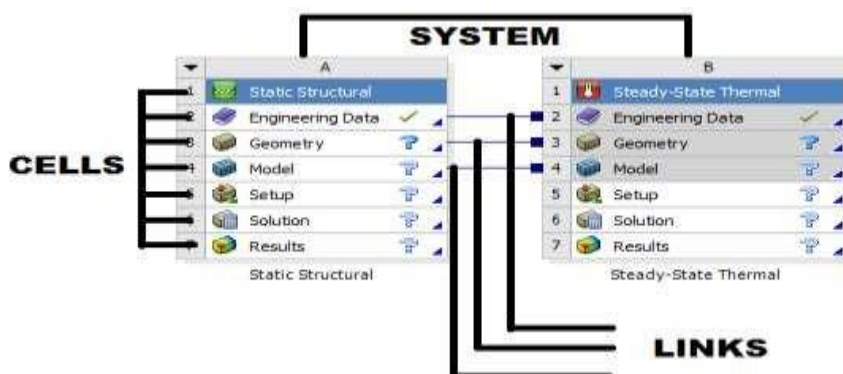 SYSTEM
A
1 Static Structural
2 Engineering Data
3 Geometry
4 Model
5 Setup
6 Solution
7 Results
Static Structural
B
1 Steady-State Thermal
2 Engineering Data
3 Geometry
4 Model
5 Setup
6 Solution
7 Results
Steady-State Thermal
CELLS
LINKS